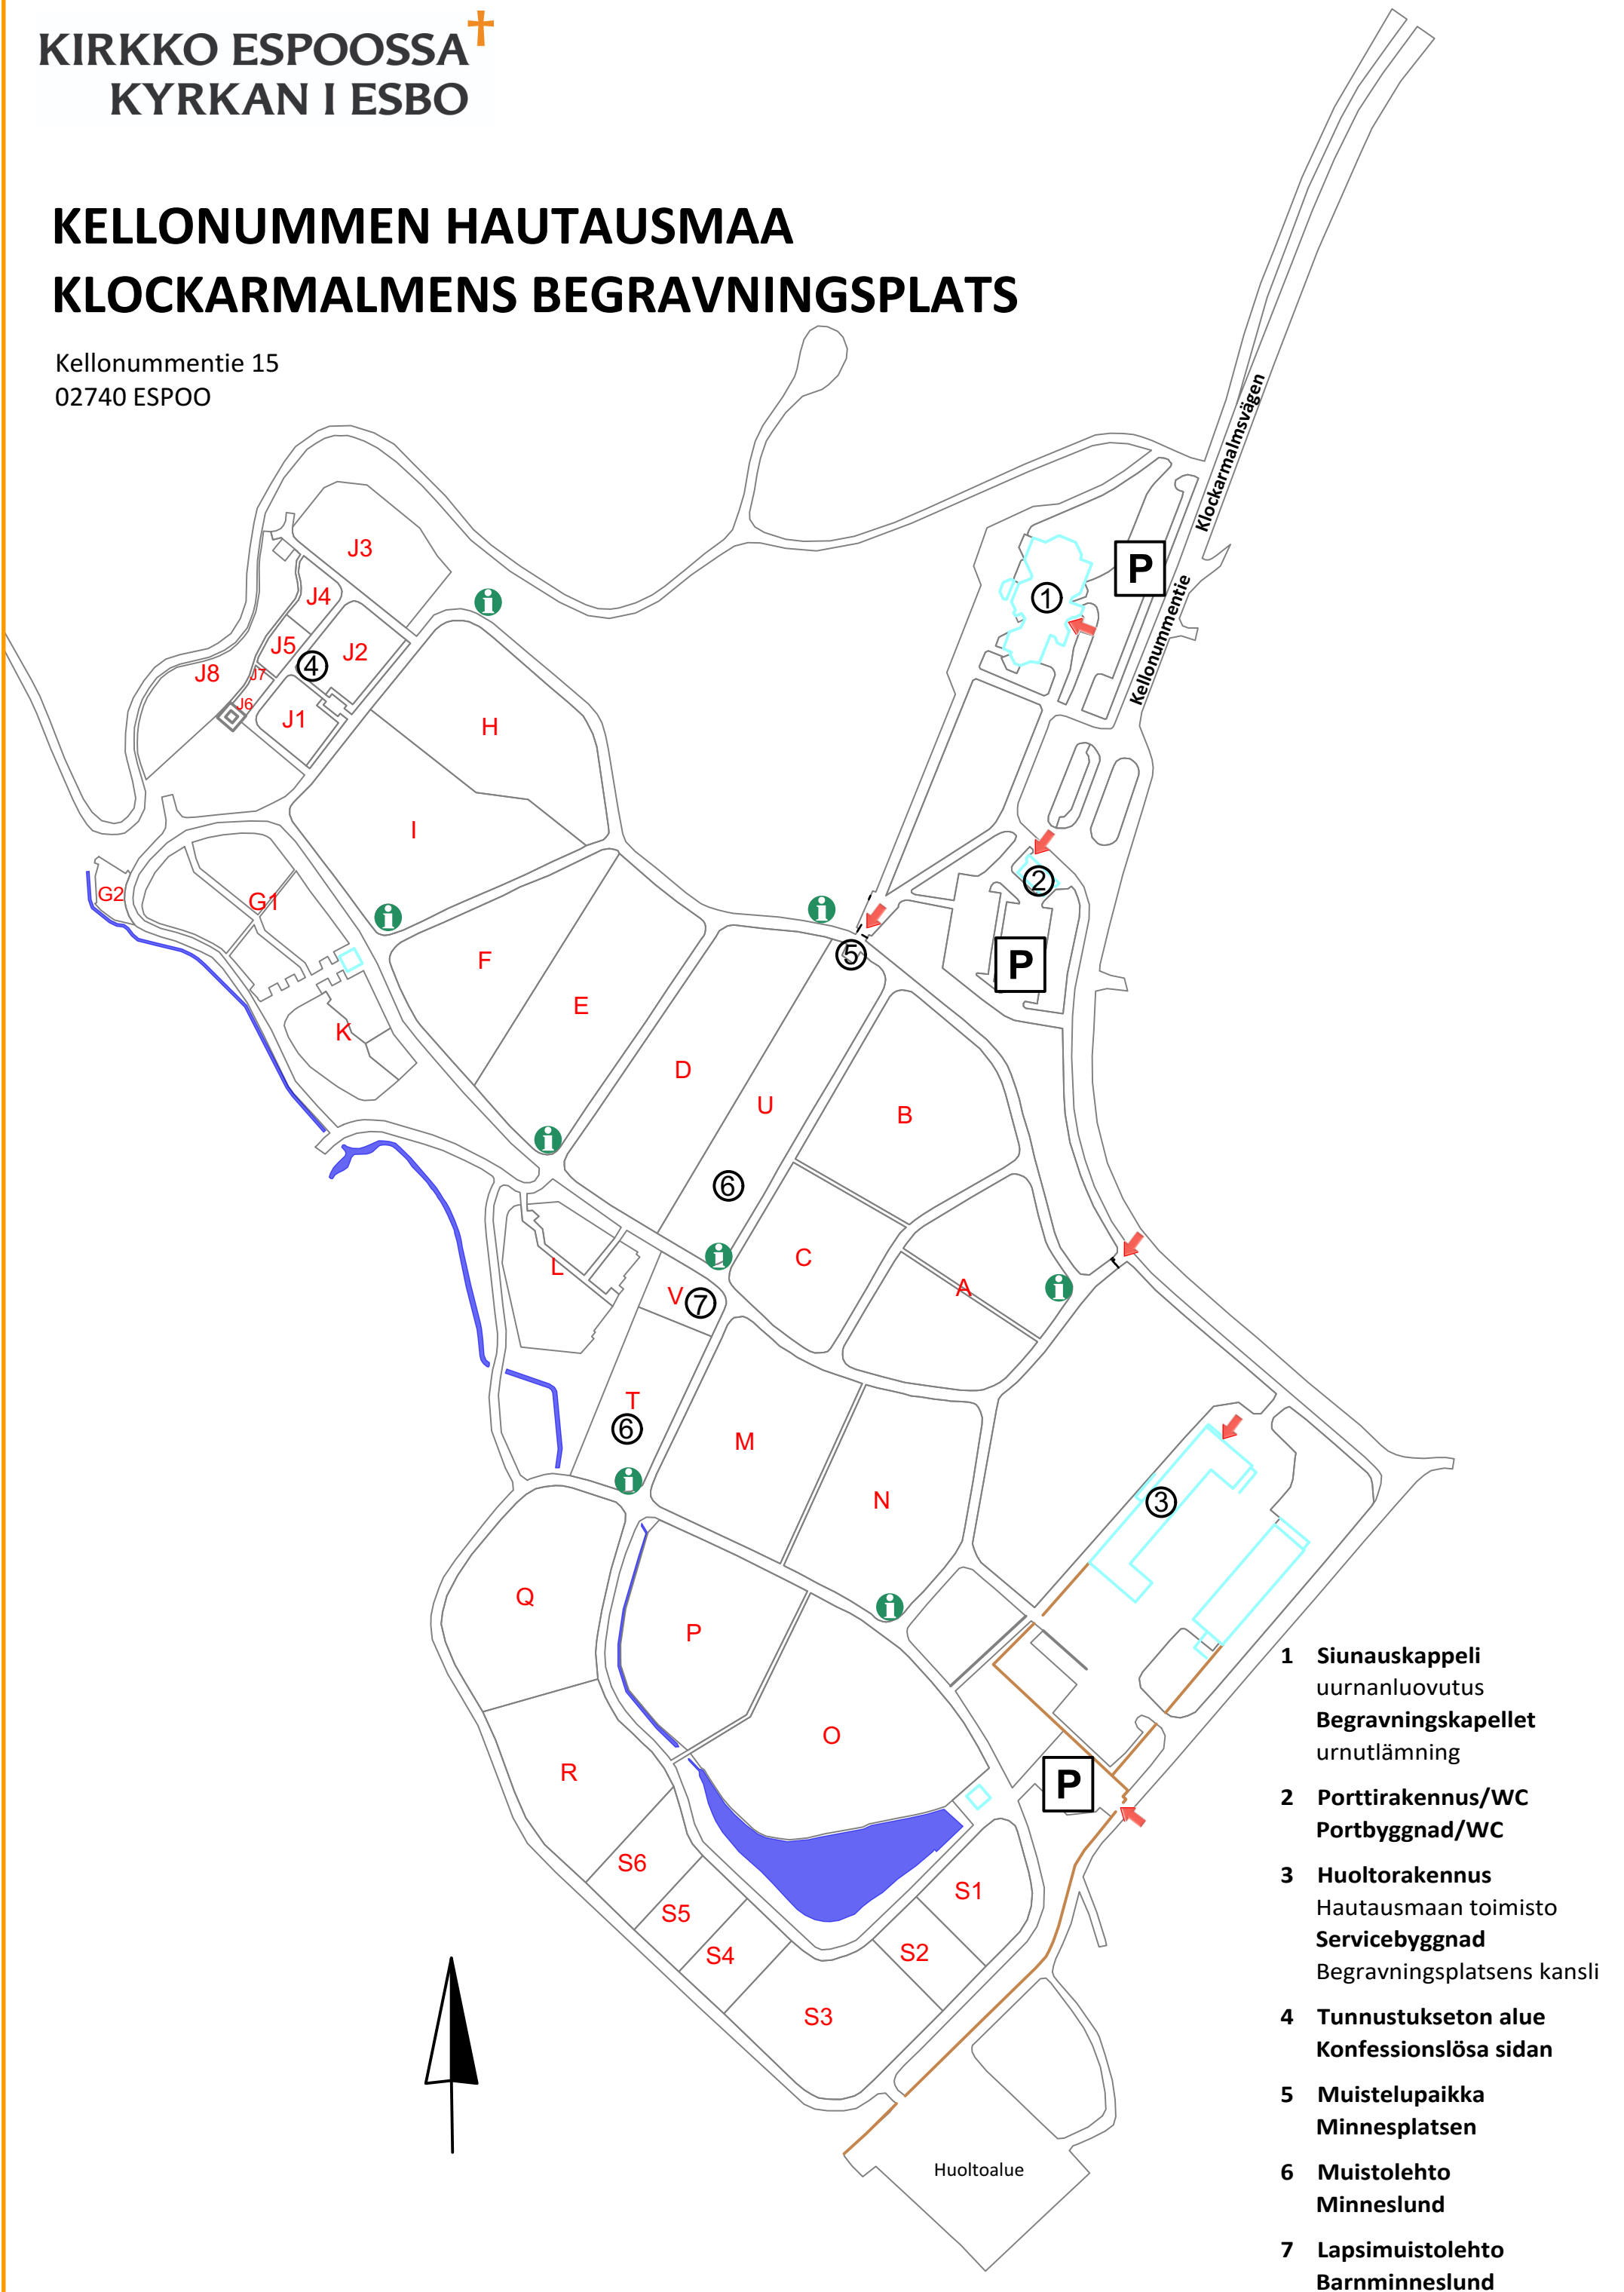 KIRKKO ESPOOSSA
KYRKAN I ESBO
KELLONUMMEN HAUTAUSMAA
KLOCKARMALMENS BEGRAVNINGSPLATS
Kellonummentie 15
02740 ESPOO
Klockarmalmsvägen
Kellonummentie
P
1
J3
i
J4
J5
J2
4
J8
J7
J6
J1
H
I
2
G2
G1
i
i
5
F
P
E
K
D
U
B
i
6
i
C
L
A
i
V
7
T
6
M
i
N
3
Q
i
P
O
R
P
S6
S1
S5
S4
S2
S3
Huoltoalue
1 Siunauskappeli
uurnanluovutus
Begravningskapellet
urnutlämning
2 Porttirakennus/WC
Portbyggnad/WC
3 Huoltorakennus
Hautausmaan toimisto
Servicebyggnad
Begravningsplatsens kansli
4 Tunnustukseton alue
Konfessionslösa sidan
5 Muistelupaikka
Minnesplatsen
6 Muistolehto
Minneslund
7 Lapsimuistolehto
Barnminneslund